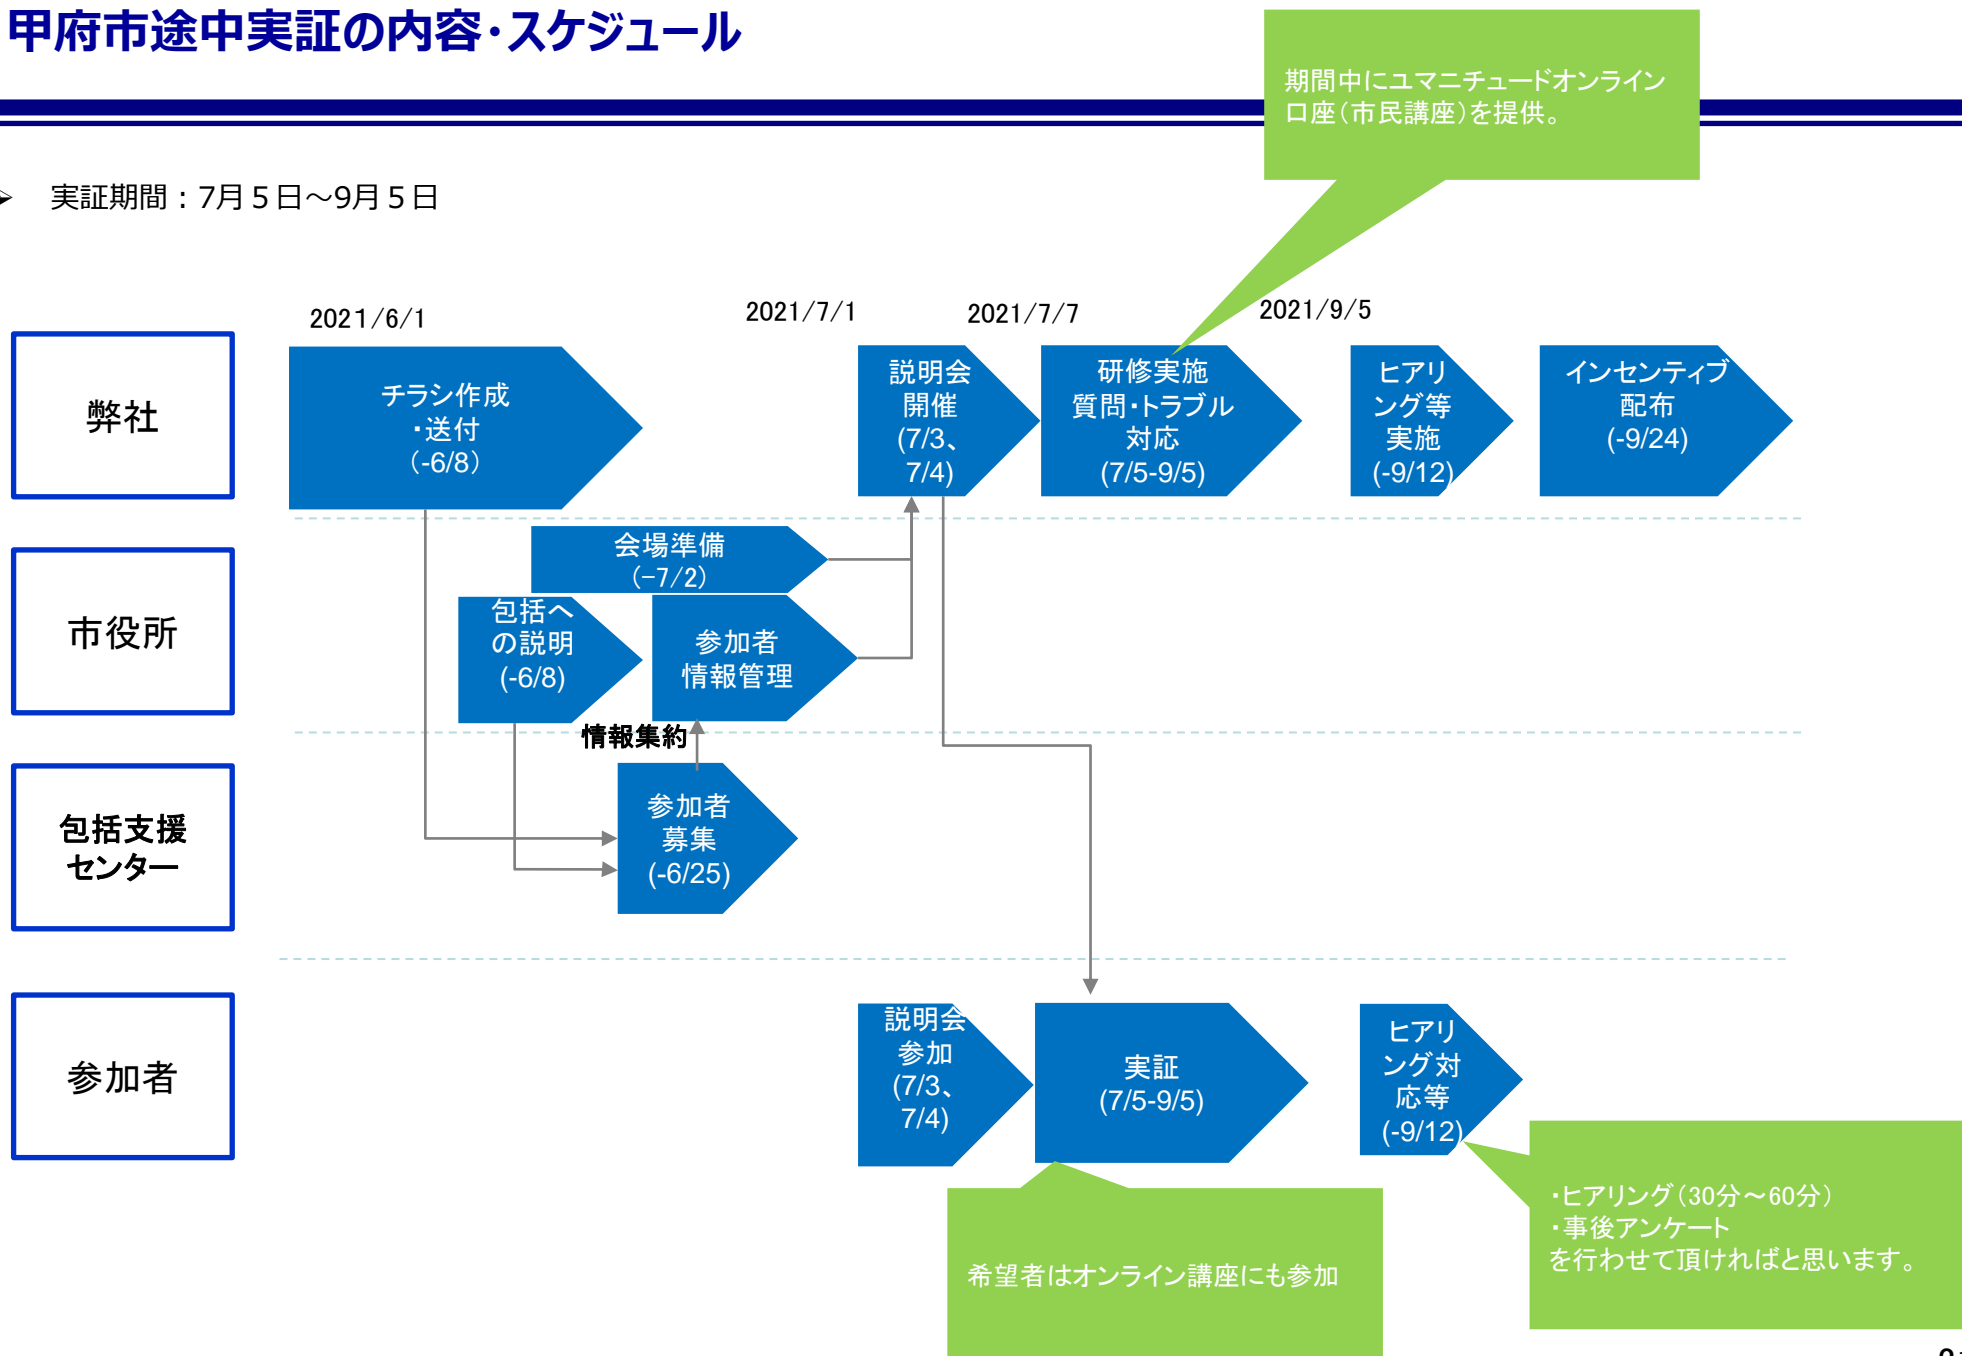 甲府市途中実証の内容・スケジュール
期間中にユマニチュードオンライン
口座（市民講座）を提供。
➢ 実証期間：7月５日～9月５日
2021/6/1
2021/7/1
2021/7/7
2021/9/5
弊社
チラシ作成
・送付
（-6/8）
説明会
開催
(7/3、
7/4)
研修実施
質問・トラブル
対応
(7/5-9/5)
ヒアリ
ング等
実施
(-9/12)
インセンティブ
配布
(-9/24)
市役所
会場準備
（-7/2）
包括へ
の説明
(-6/8)
参加者
情報管理
情報集約
包括支援
センター
参加者
募集
(-6/25)
参加者
説明会
参加
(7/3、
7/4)
実証
(7/5-9/5)
ヒアリ
ング対
応等
(-9/12)
希望者はオンライン講座にも参加
・ヒアリング（30分～60分）
・事後アンケート
を行わせて頂ければと思います。